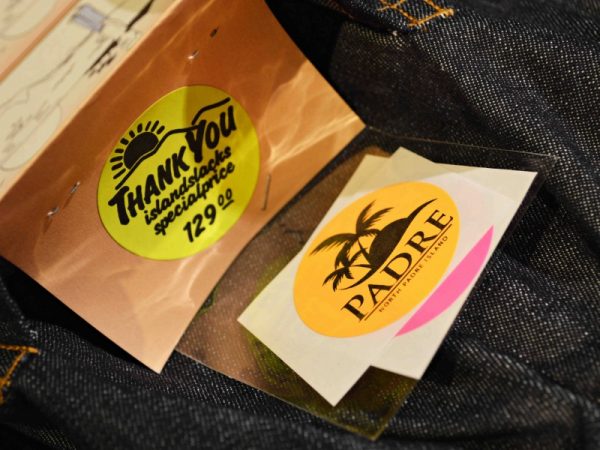 THANK YOU
islandslacks
specialprice
129.00
PADRE
NORTH PADRE ISLAND